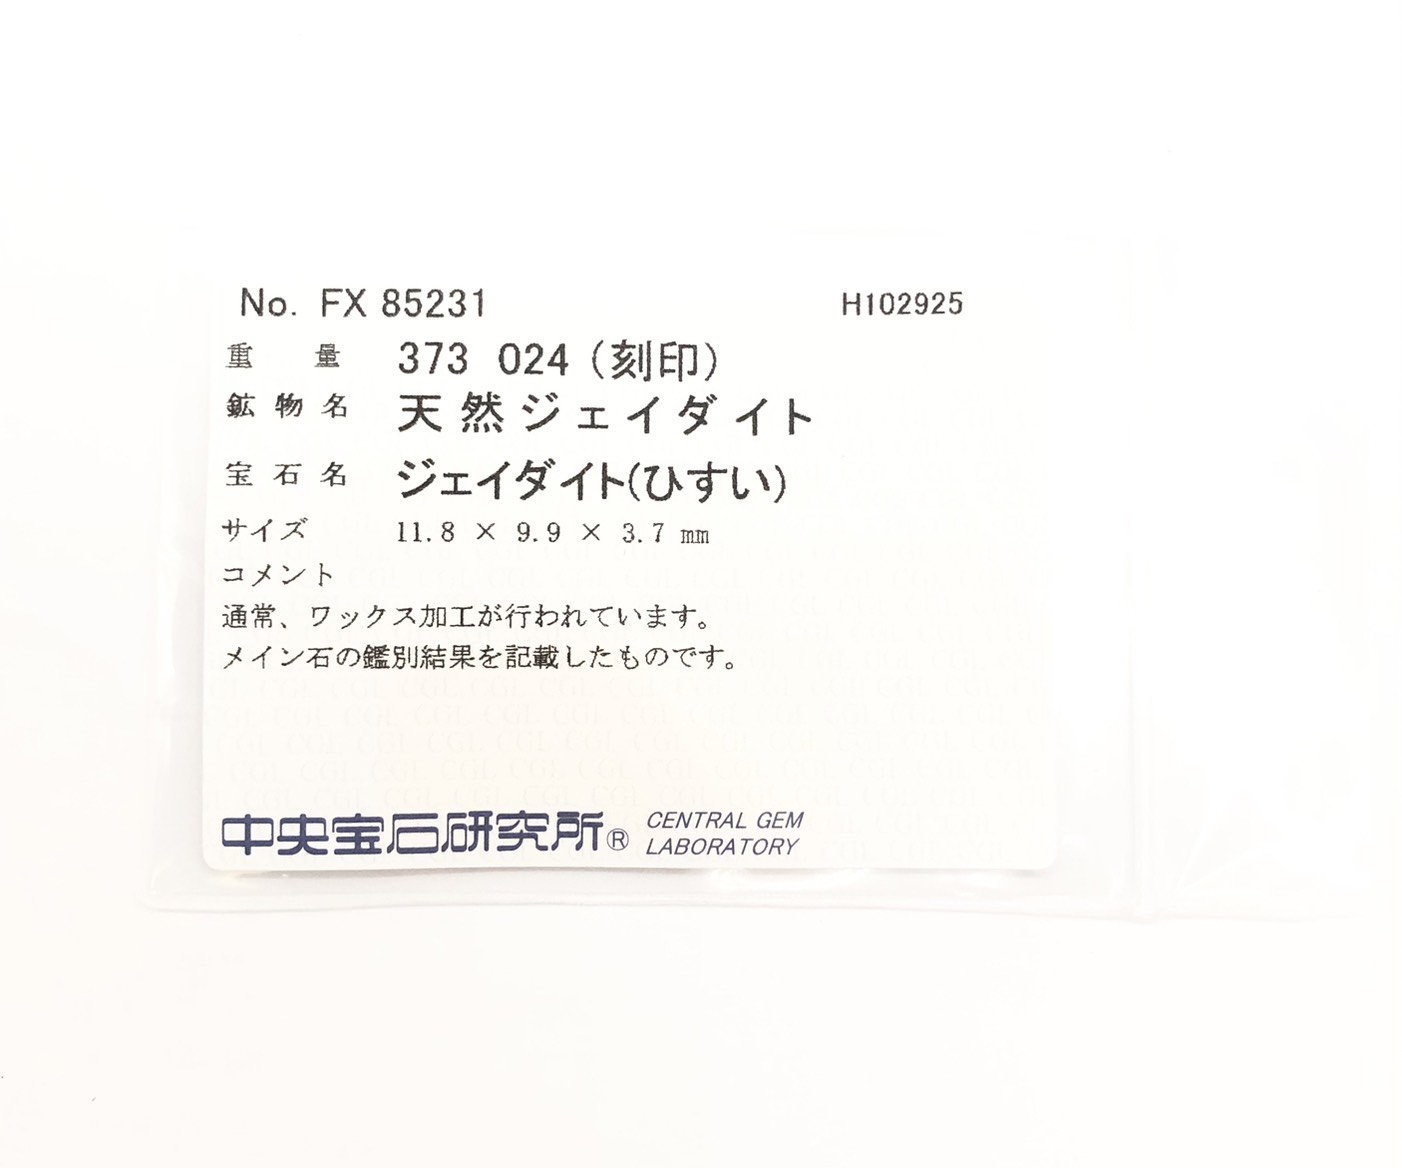 No. FX 85231 H102925
重 量 373 024 (刻印)
鉱物名 天然ジェイダイト
宝石名 ジェイダイト(ひすい)
サイズ 11.8 × 9.9 × 3.7 mm
コメント
通常、ワックス加工が行われています。
メイン石の鑑別結果を記載したものです。
中央宝石研究所® CENTRAL GEM
LABORATORY